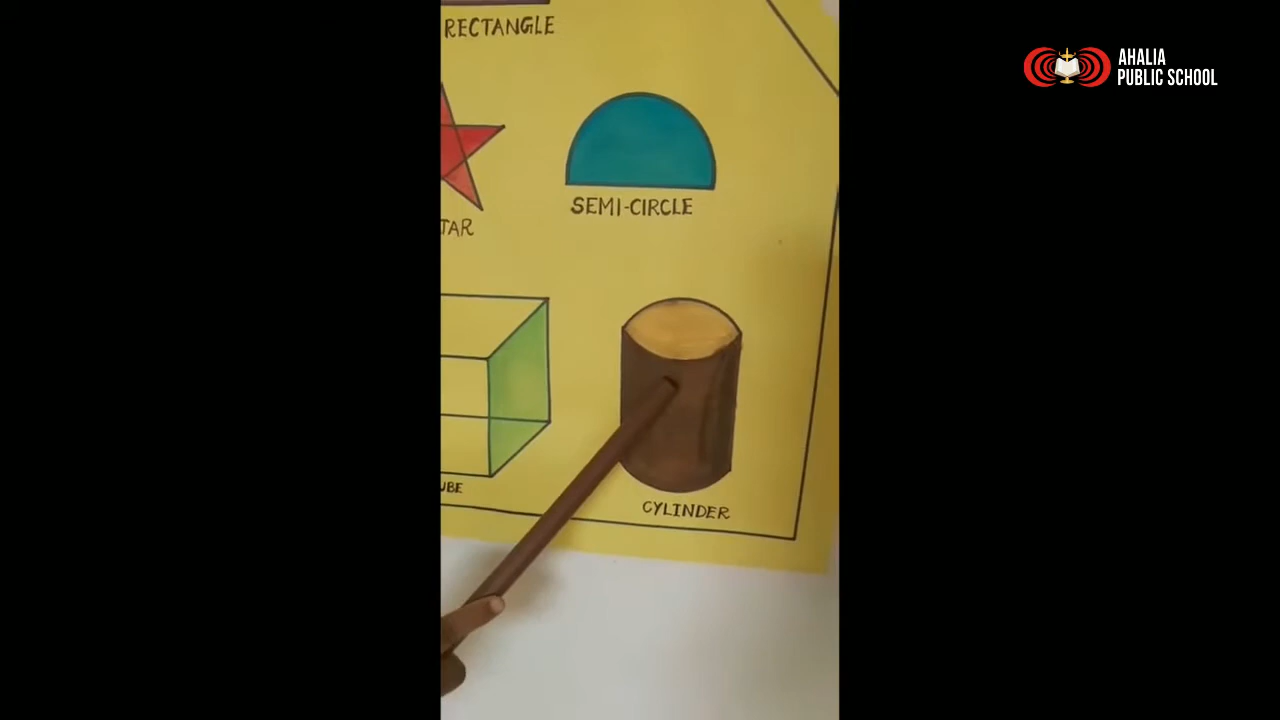 RECTANGLE
SEMI-CIRCLE
TAR
UBE
CYLINDER
AHALIA
PUBLIC SCHOOL